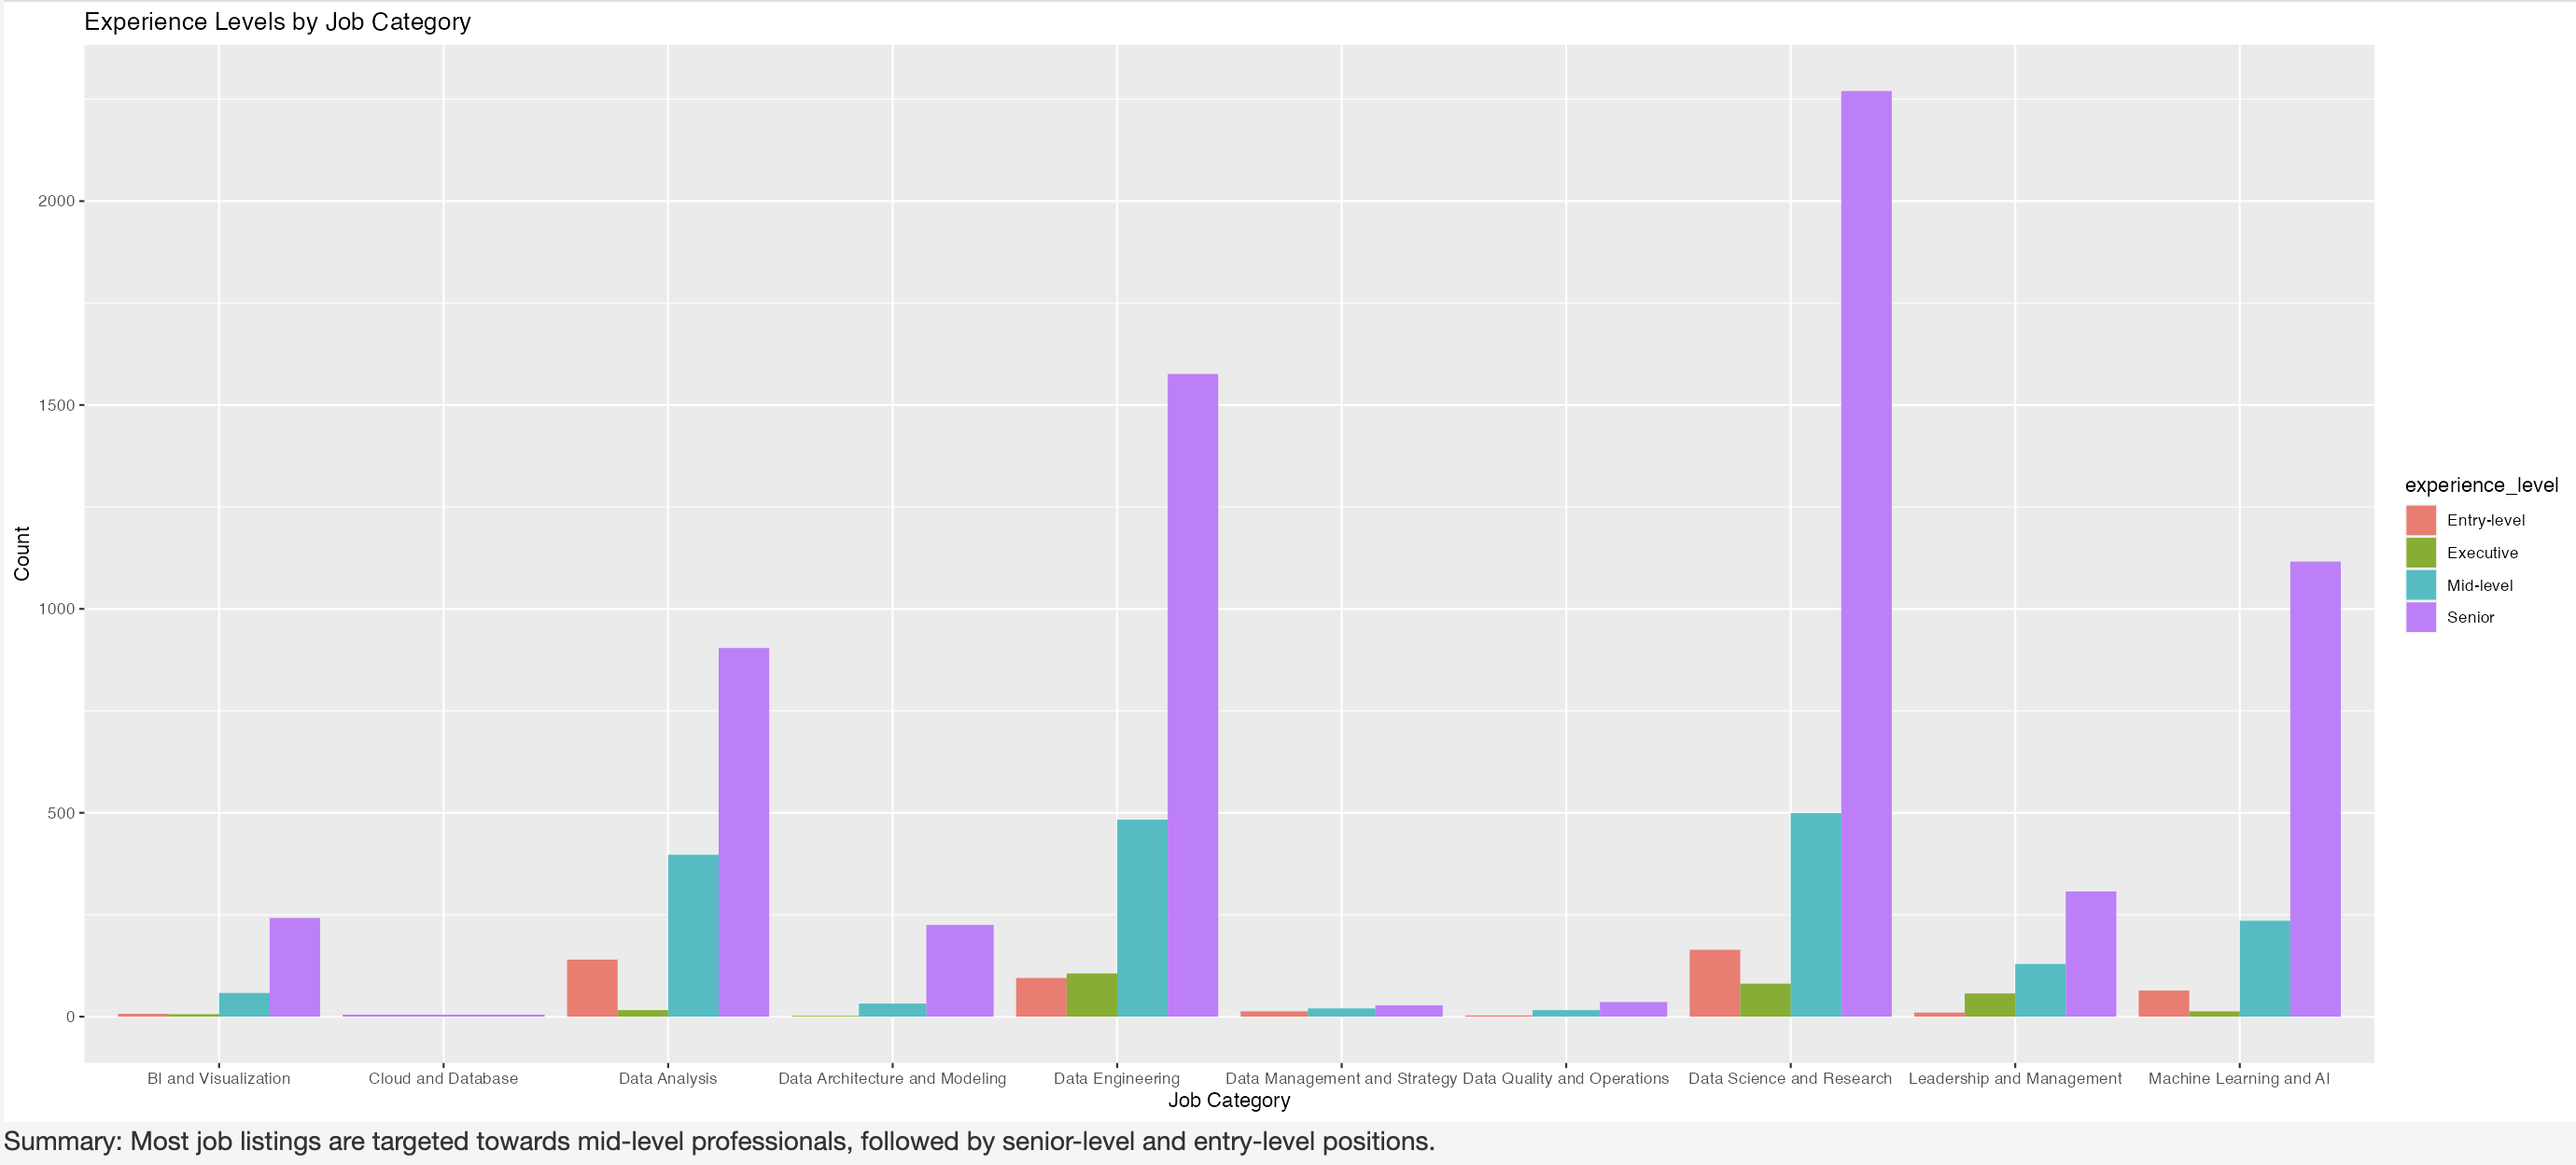 Experience Levels by Job Category
2000
1500
1000
500
0
Count
BI and Visualization Cloud and Database Data Analysis Data Architecture and Modeling Data Engineering Data Management and Strategy Data Quality and Operations Data Science and Research Leadership and Management Machine Learning and AI
Job Category
experience_level
Entry-level
Executive
Mid-level
Senior
Summary: Most job listings are targeted towards mid-level professionals, followed by senior-level and entry-level positions.